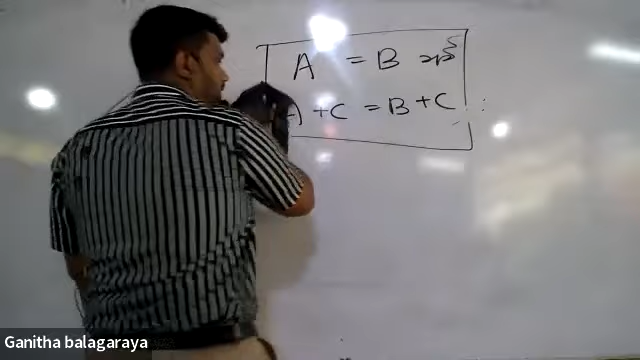 A = B නම්
A + C = B + C
Ganitha balagaraya